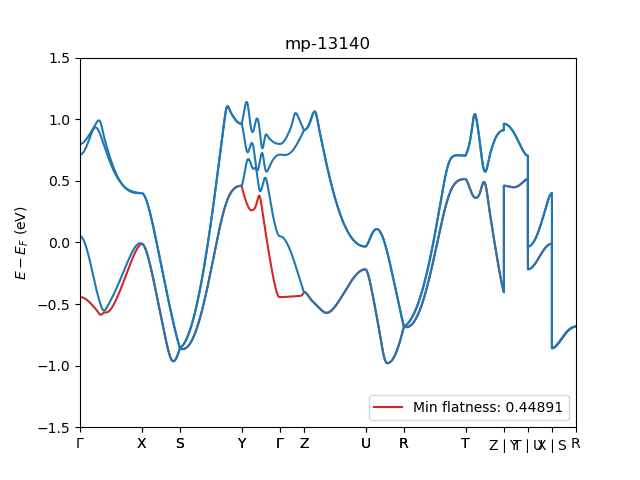 mp-13140
1.5
1.0
0.5
0.0
−0.5
−1.0
−1.5
E − E_F (eV)
Min flatness: 0.44891
Γ X S Y Γ Z U R T Z | Y T | U X | S R